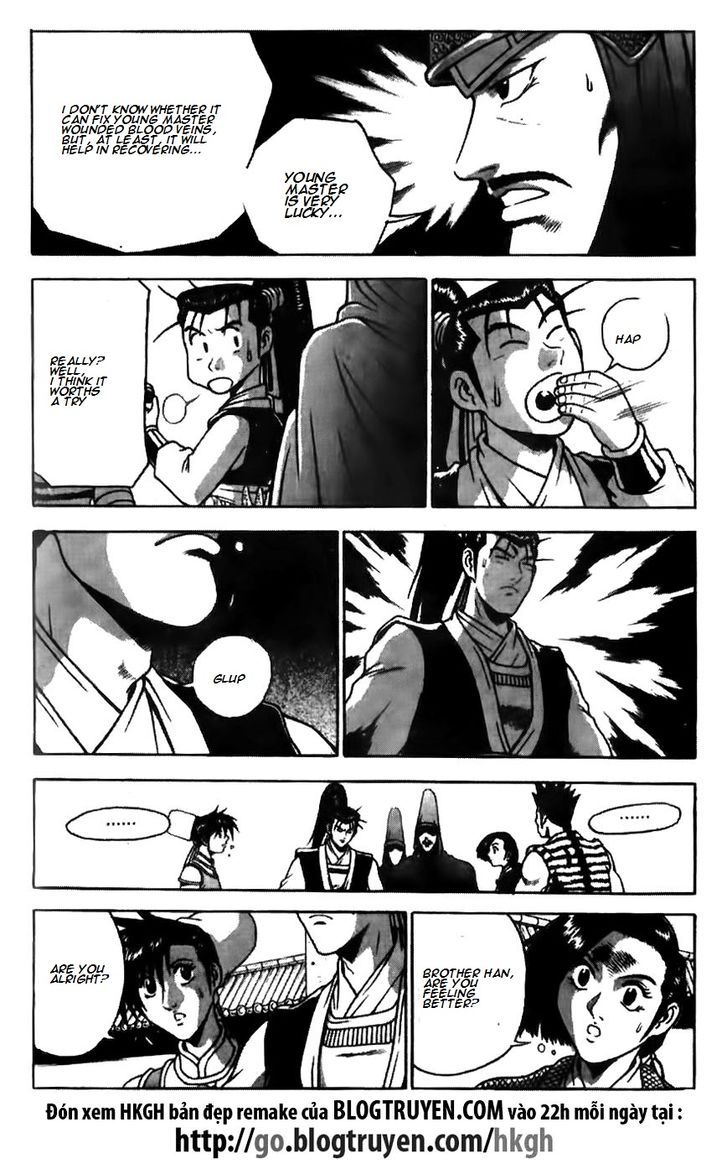 I DON'T KNOW WHETHER IT
CAN FIX YOUNG MASTER
WOUNDED BLOOD VEINS,
BUT, AT LEAST, IT WILL
HELP IN RECOVERING...
YOUNG
MASTER
IS VERY
LUCKY...
REALLY?
WELL,
I THINK IT
WORTHS
A TRY
HAP
GLUP
......
......
ARE YOU
ALRIGHT?
BROTHER HAN,
ARE YOU
FEELING
BETTER?
Đón xem HKGH bản đẹp remake của BLOGTRUYEN.COM vào 22h mỗi ngày tại :
http://go.blogtruyen.com/hkgh